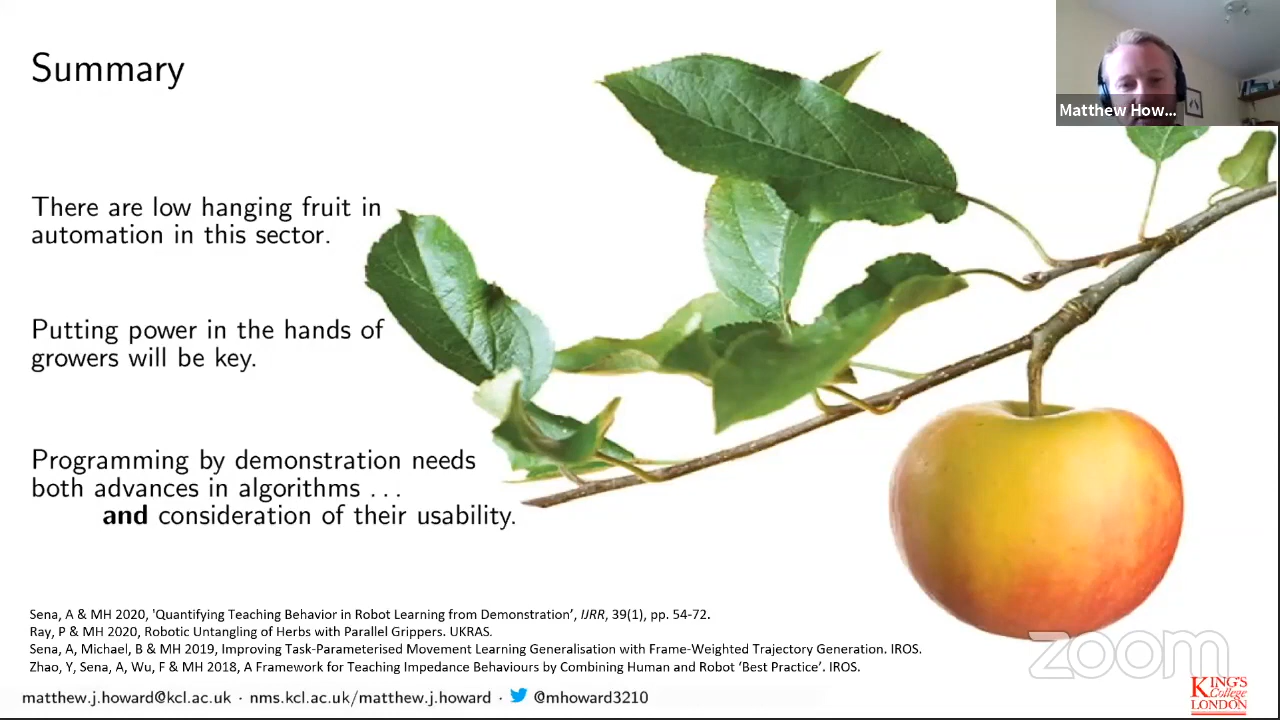 Summary
Matthew How...
There are low hanging fruit in
automation in this sector.
Putting power in the hands of
growers will be key.
Programming by demonstration needs
both advances in algorithms ...
and consideration of their usability.
Sena, A & MH 2020, 'Quantifying Teaching Behavior in Robot Learning from Demonstration’, IJRR, 39(1), pp. 54-72.
Ray, P & MH 2020, Robotic Untangling of Herbs with Parallel Grippers. UKRAS.
Sena, A, Michael, B & MH 2019, Improving Task-Parameterised Movement Learning Generalisation with Frame-Weighted Trajectory Generation. IROS.
Zhao, Y, Sena, A, Wu, F & MH 2018, A Framework for Teaching Impedance Behaviours by Combining Human and Robot ‘Best Practice’. IROS.
matthew.j.howard@kcl.ac.uk · nms.kcl.ac.uk/matthew.j.howard · @mhoward3210
zoom
KING'S
College
LONDON